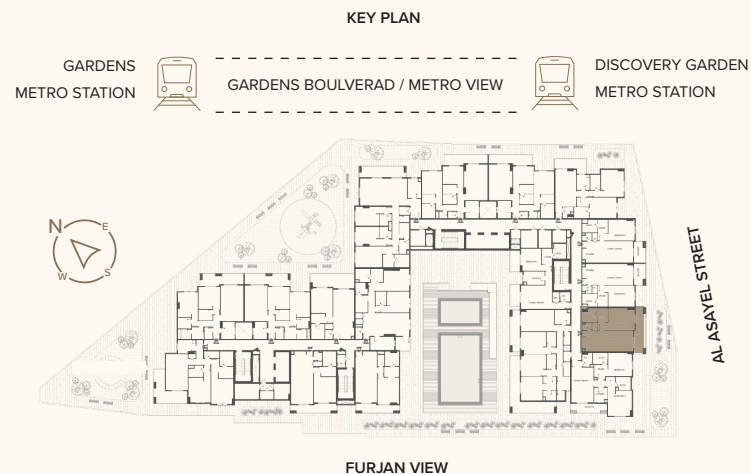 KEY PLAN
GARDENS
METRO STATION
GARDENS BOULVERAD / METRO VIEW
DISCOVERY GARDEN
METRO STATION
N
E
W
S
AL ASAYEL STREET
FURJAN VIEW